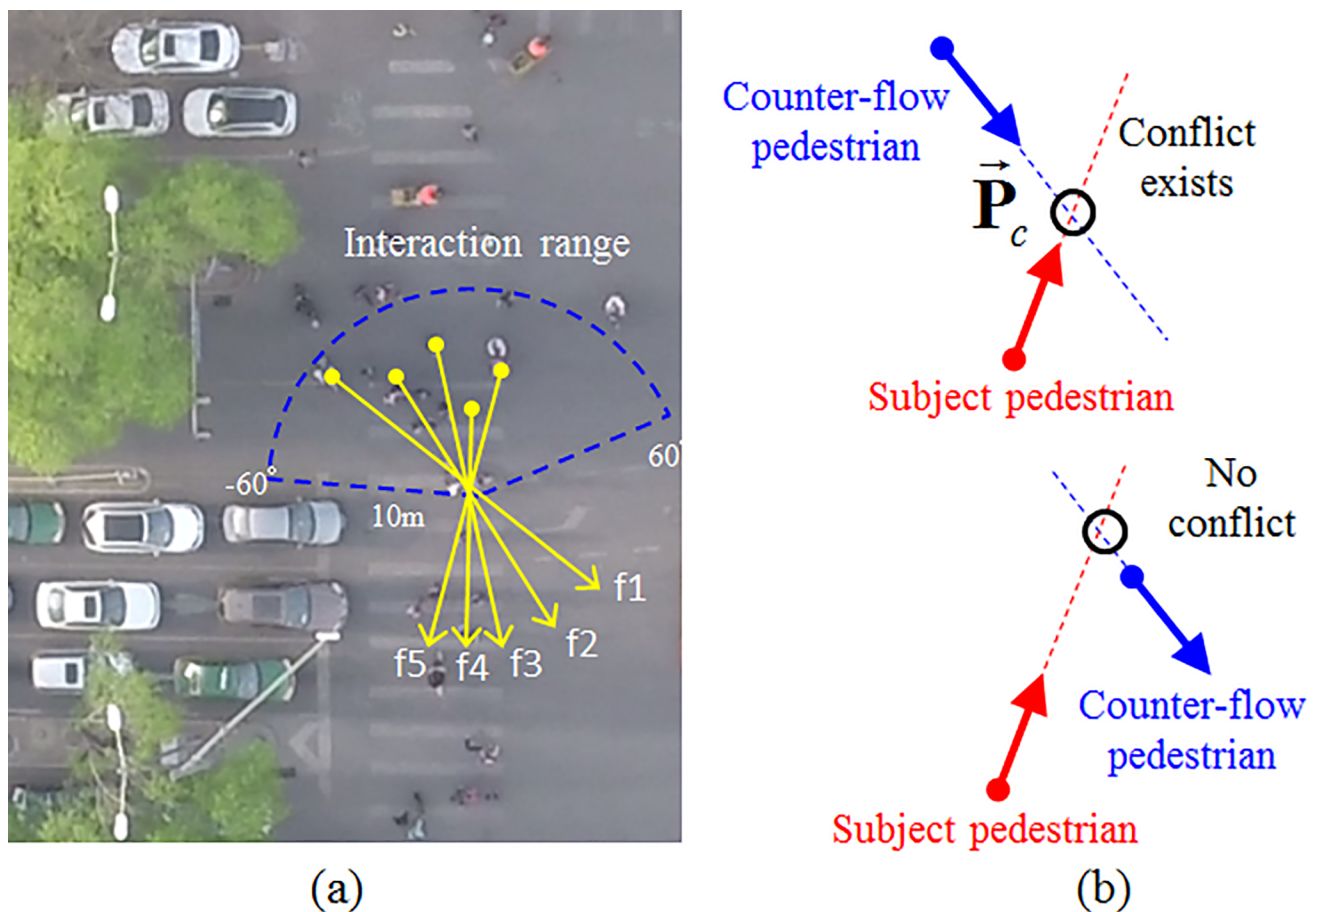 Interaction range
-60°
60°
10m
f1
f2
f3
f4
f5
(a)
Counter-flow
pedestrian
Conflict
exists
P⃗c
Subject pedestrian
No
conflict
Counter-flow
pedestrian
Subject pedestrian
(b)